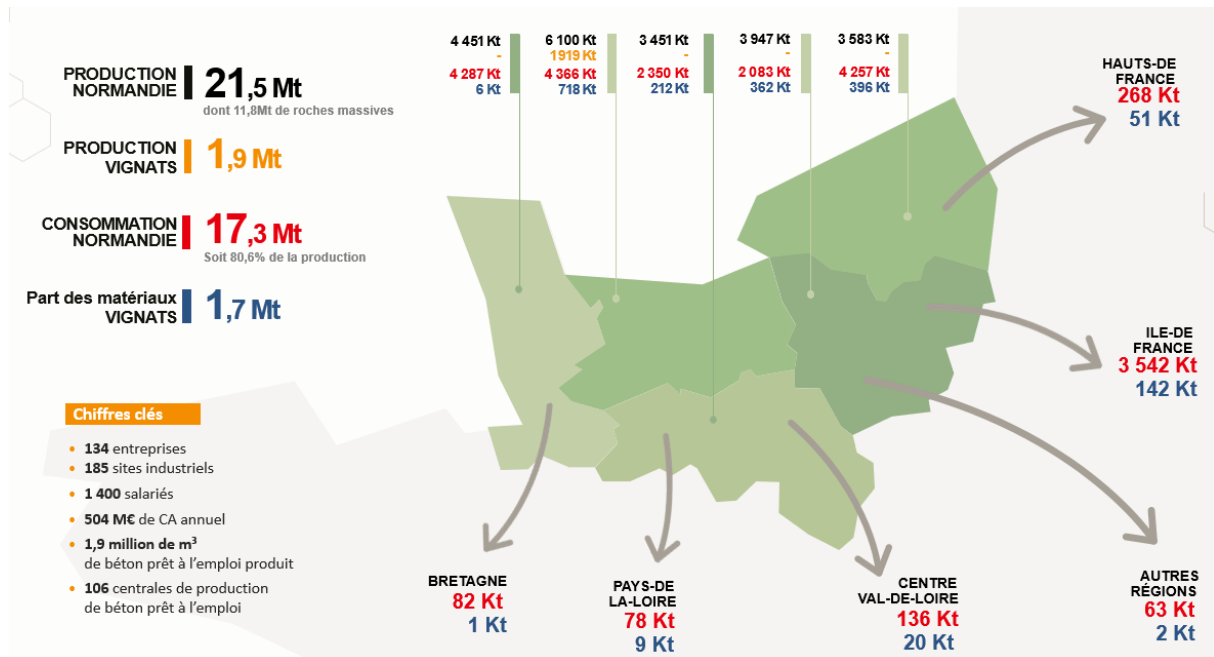 PRODUCTION
NORMANDIE
21,5 Mt
dont 11,8Mt de roches massives
PRODUCTION
VIGNATS
1,9 Mt
CONSOMMATION
NORMANDIE
17,3 Mt
Soit 80,6% de la production
Part des matériaux
VIGNATS
1,7 Mt
4 451 Kt
-
4 287 Kt
6 Kt
6 100 Kt
1919 Kt
4 366 Kt
718 Kt
3 451 Kt
-
2 350 Kt
212 Kt
3 947 Kt
-
2 083 Kt
362 Kt
3 583 Kt
-
4 257 Kt
396 Kt
HAUTS-DE
FRANCE
268 Kt
51 Kt
ILE-DE
FRANCE
3 542 Kt
142 Kt
Chiffres clés
• 134 entreprises
• 185 sites industriels
• 1 400 salariés
• 504 M€ de CA annuel
• 1,9 million de m³
de béton prêt à l’emploi produit
• 106 centrales de production
de béton prêt à l’emploi
BRETAGNE
82 Kt
1 Kt
PAYS-DE
LA-LOIRE
78 Kt
9 Kt
CENTRE
VAL-DE-LOIRE
136 Kt
20 Kt
AUTRES
RÉGIONS
63 Kt
2 Kt